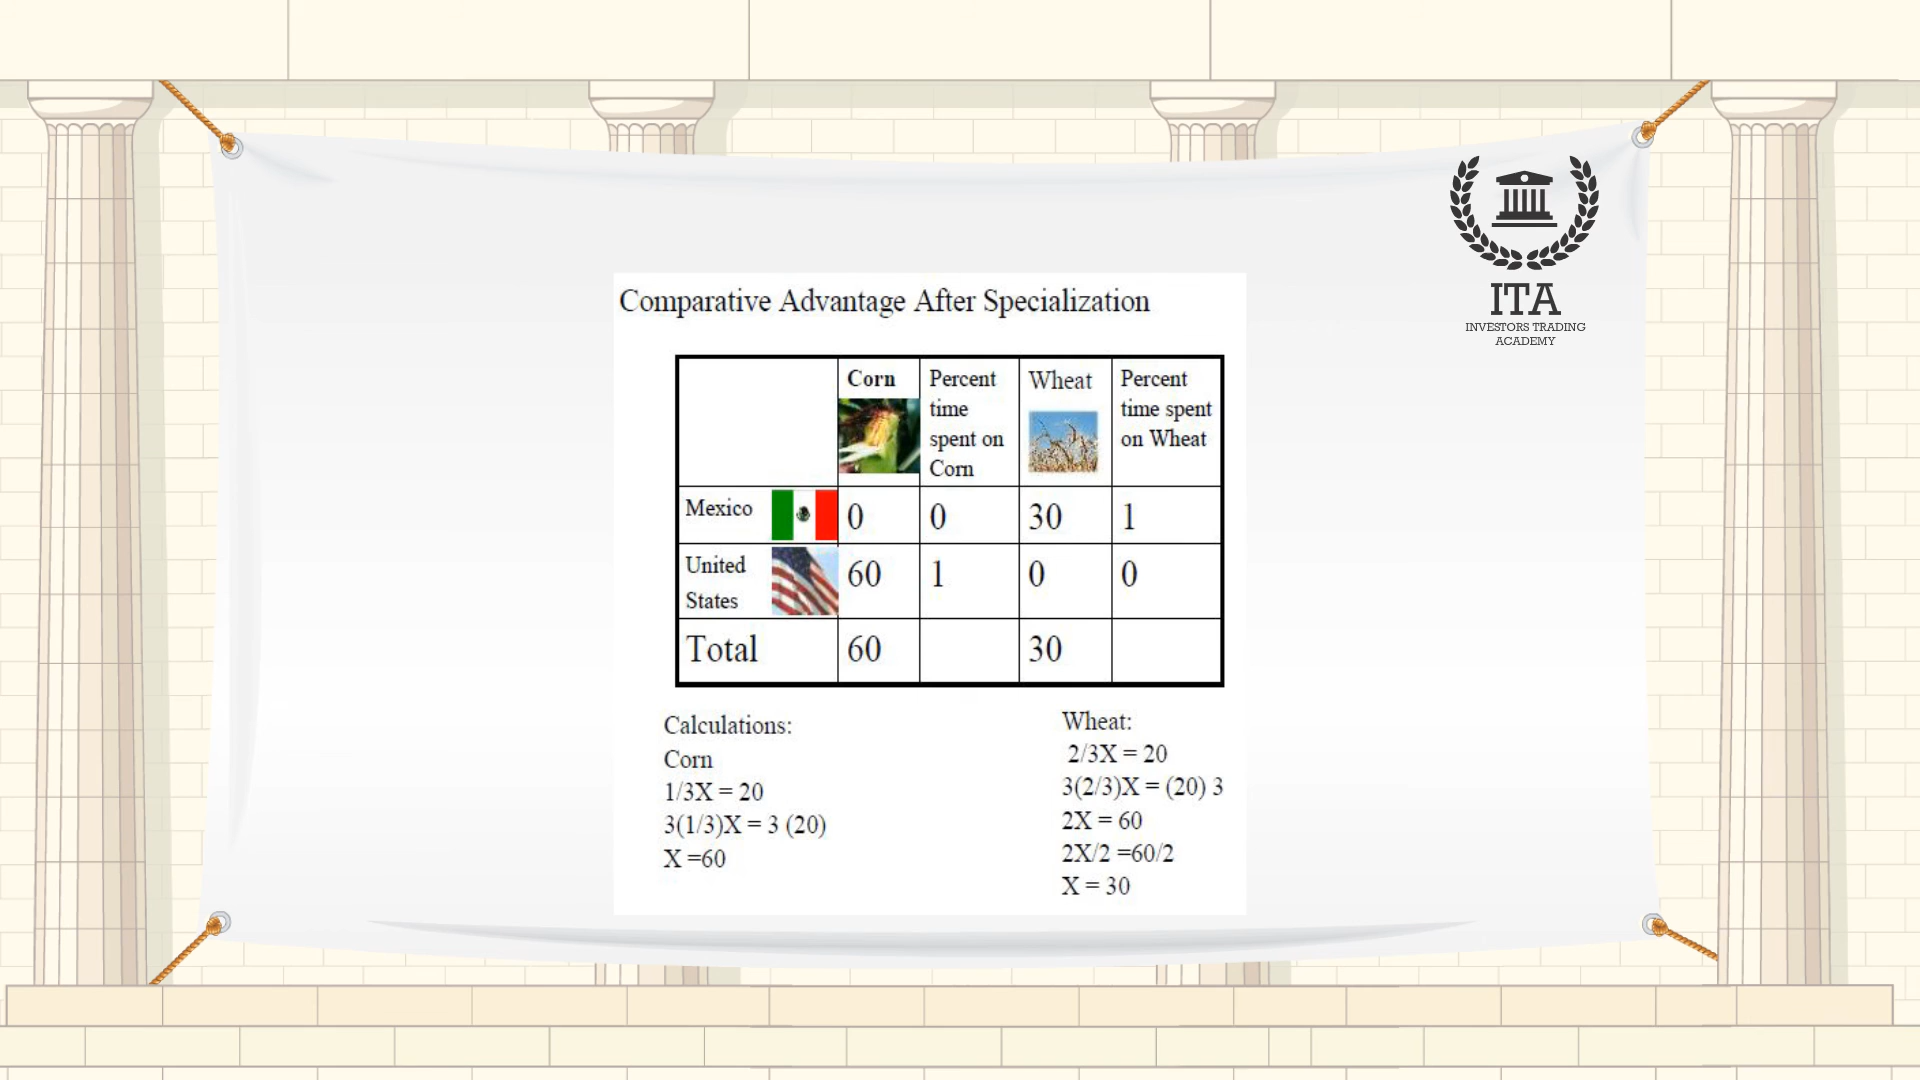 ITA
INVESTORS TRADING
ACADEMY
Comparative Advantage After Specialization
Corn
Percent
time
spent on
Corn
Wheat
Percent
time spent
on Wheat
Mexico 0 0 30 1
United
States 60 1 0 0
Total 60 30
Calculations:
Corn
1/3X = 20
3(1/3)X = 3 (20)
X =60
Wheat:
2/3X = 20
3(2/3)X = (20) 3
2X = 60
2X/2 =60/2
X = 30